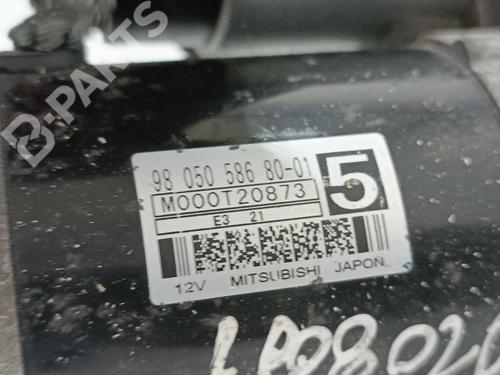 B-PARTS
98 050 586 80-01
5
M000T20873
E3 21
12V MITSUBISHI JAPON